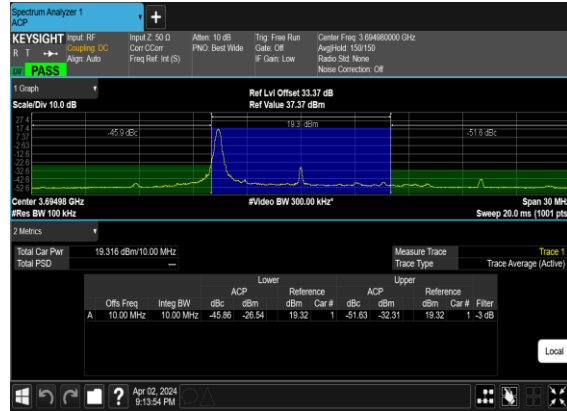 Spectrum Analyzer 1
ACP
+
KEYSIGHT Input: RF Input Z: 50 Ω Atten: 10 dB Trig: Free Run Center Freq: 3.694980000 GHz
R T Coupling: DC Corr CCorr PNO: Best Wide Gate: Off Avg|Hold: 150/150
Align: Auto Freq Ref: Int (S) IF Gain: Low Radio Std: None
PASS Noise Correction: Off
1 Graph
Ref Lvl Offset 33.37 dB
Scale/Div 10.0 dB Ref Value 37.37 dBm
27.4
17.4 -45.9 dBc 19.3 dBm -51.6 dBc
7.37
-2.63
-12.6
-22.6
-32.6
-42.6
-52.6
Center 3.69498 GHz #Video BW 300.00 kHz* Span 30 MHz
#Res BW 100 kHz Sweep 20.0 ms (1001 pts)
2 Metrics
Total Car Pwr 19.316 dBm/10.00 MHz Measure Trace Trace 1
Total PSD --- Trace Type Trace Average (Active)
Lower Upper
ACP Reference ACP Reference
Offs Freq Integ BW dBc dBm dBm Car # dBc dBm dBm Car # Filter
A 10.00 MHz 10.00 MHz -45.86 -26.54 19.32 1 -51.63 -32.31 19.32 1 -3 dB
Local
? Apr 02, 2024
9:13:54 PM